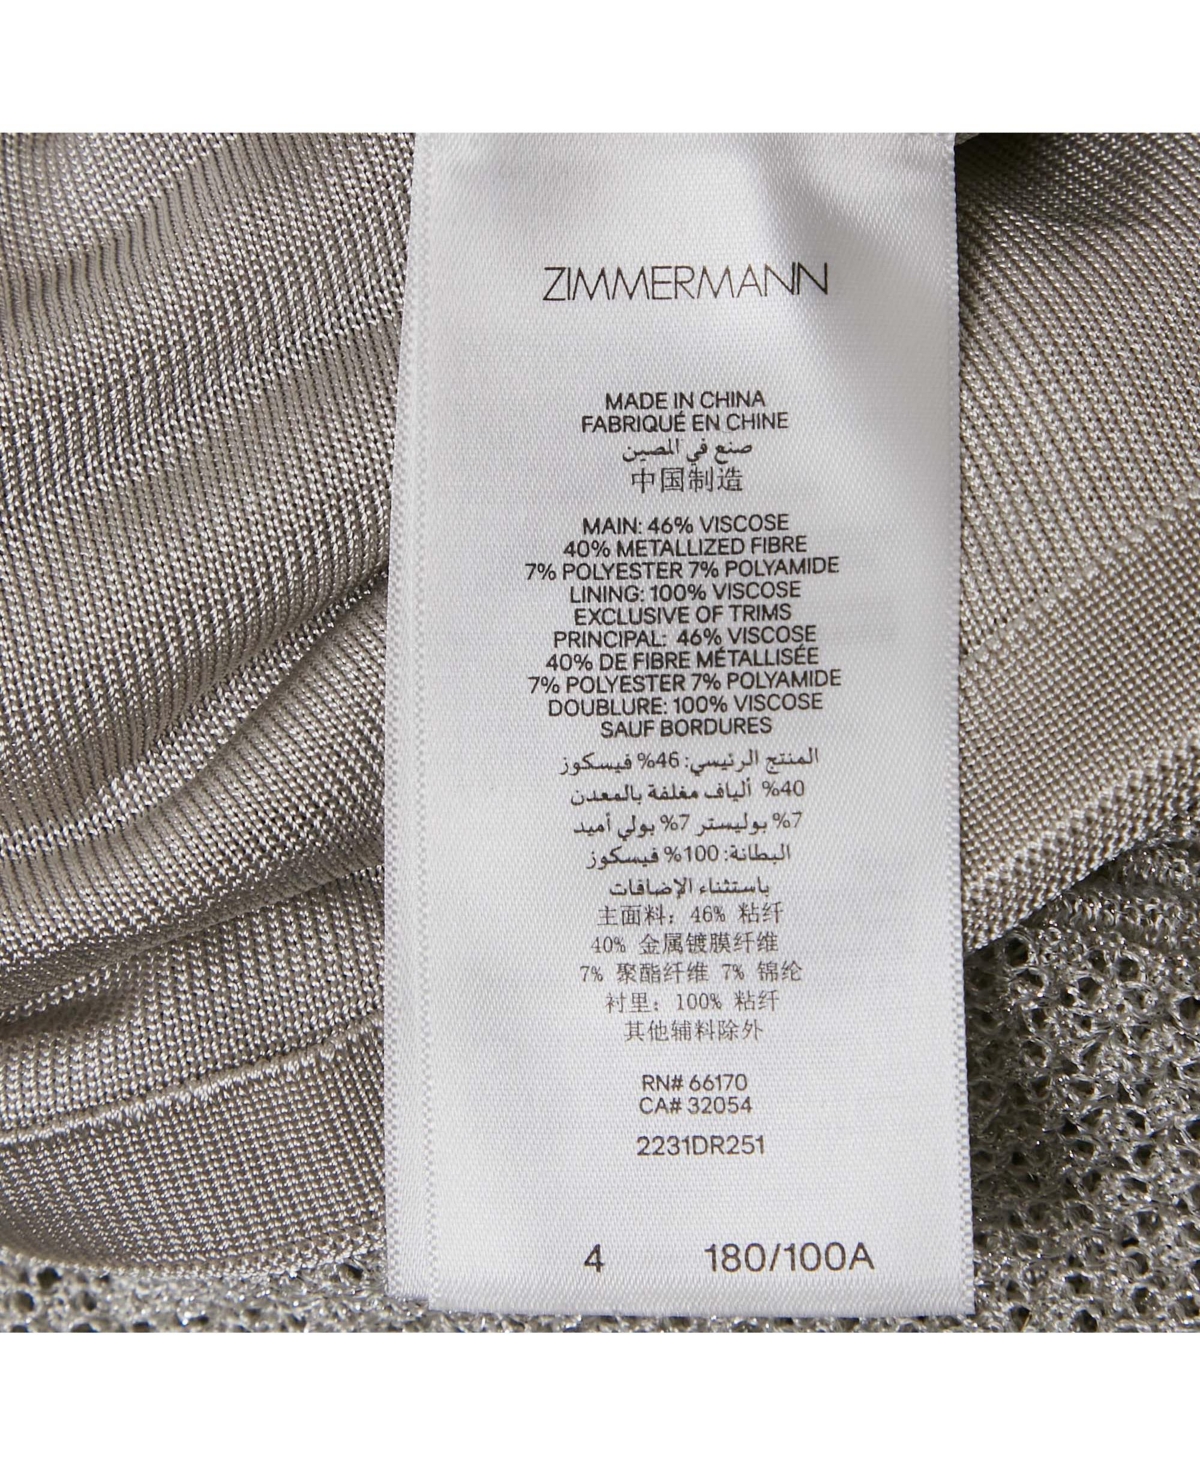 ZIMMERMANN
MADE IN CHINA
FABRIQUÉ EN CHINE
صنع في المصين
中国制造
MAIN: 46% VISCOSE
40% METALLIZED FIBRE
7% POLYESTER 7% POLYAMIDE
LINING: 100% VISCOSE
EXCLUSIVE OF TRIMS
PRINCIPAL: 46% VISCOSE
40% DE FIBRE MÉTALLISÉE
7% POLYESTER 7% POLYAMIDE
DOUBLURE: 100% VISCOSE
SAUF BORDURES
المنتج الرئيسي: 46% فيسكوز
40% ألياف مغلفة بالمعدن
7% بوليستر 7% بولي أميد
البطانة: 100% فيسكوز
باستثناء الإضافات
主面料: 46% 粘纤
40% 金属镀膜纤维
7% 聚酯纤维 7% 锦纶
衬里: 100% 粘纤
其他辅料除外
RN# 66170
CA# 32054
2231DR251
4 180/100A